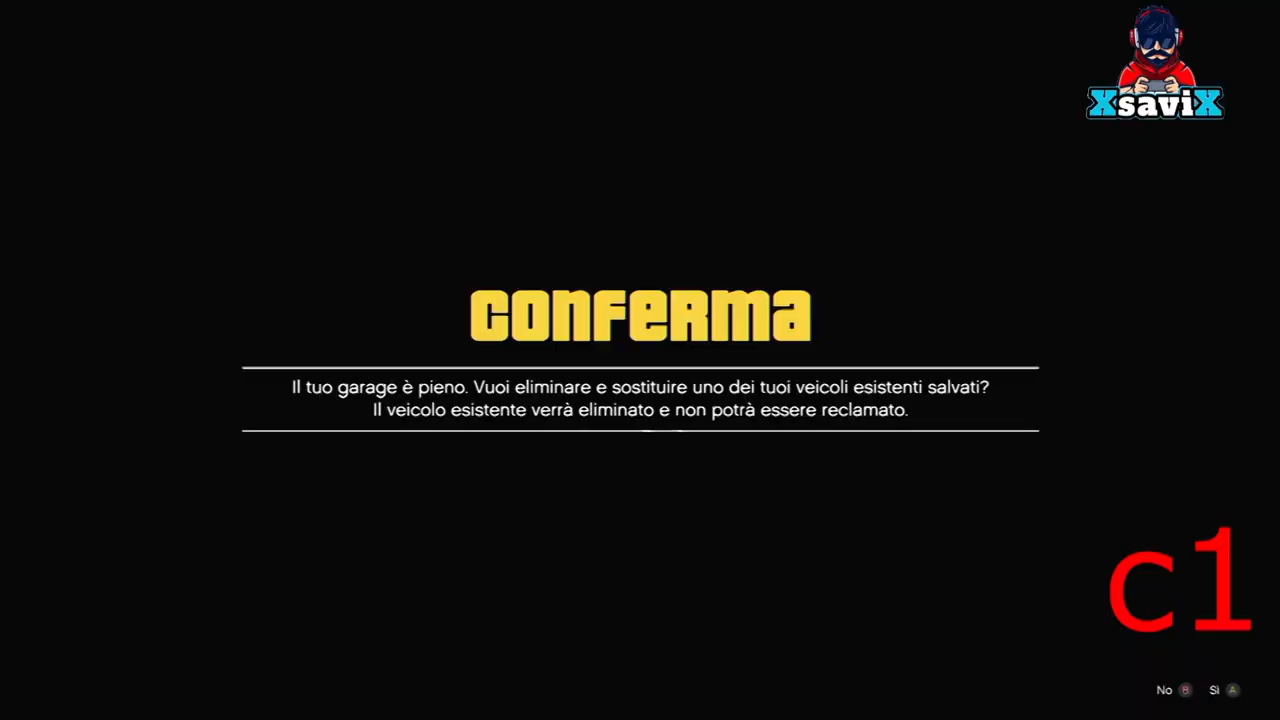 XsaviX
CONFERMA
Il tuo garage è pieno. Vuoi eliminare e sostituire uno dei tuoi veicoli esistenti salvati?
Il veicolo esistente verrà eliminato e non potrà essere reclamato.
c1
No B Sì A